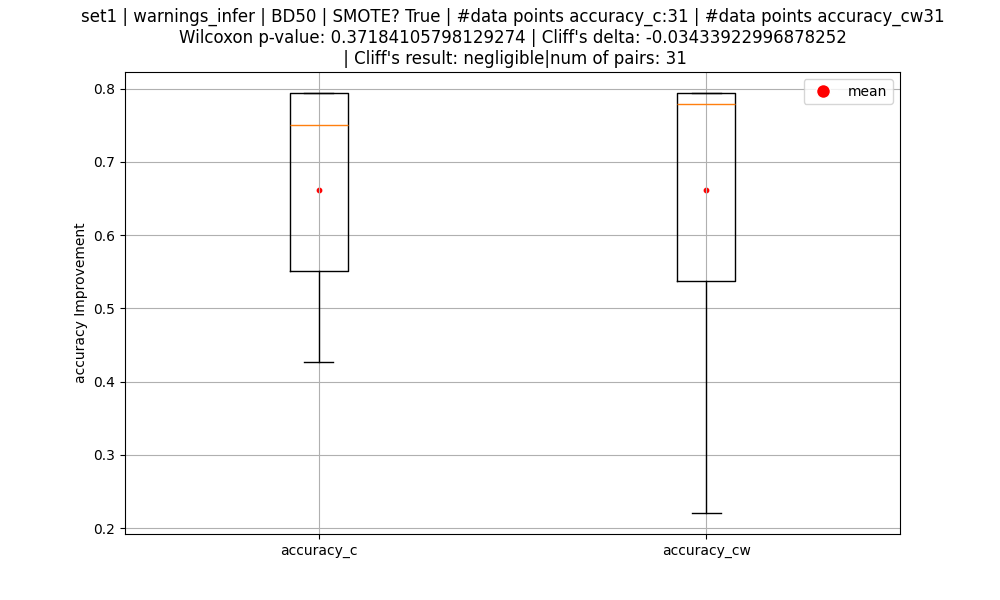 set1 | warnings_infer | BD50 | SMOTE? True | #data points accuracy_c:31 | #data points accuracy_cw31
Wilcoxon p-value: 0.37184105798129274 | Cliff's delta: -0.03433922996878252
| Cliff's result: negligible|num of pairs: 31
mean
0.8
0.7
0.6
0.5
0.4
0.3
0.2
accuracy Improvement
accuracy_c
accuracy_cw